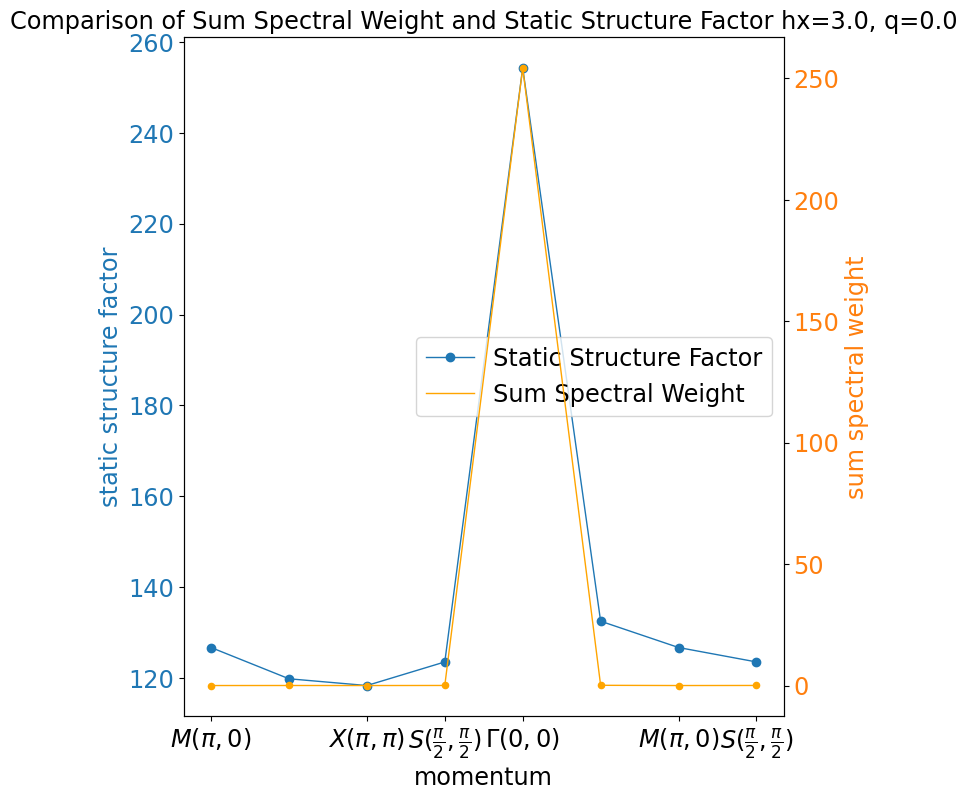 Comparison of Sum Spectral Weight and Static Structure Factor hx=3.0, q=0.0
260
240
220
200
180
160
140
120
static structure factor
250
200
150
100
50
0
sum spectral weight
Static Structure Factor
Sum Spectral Weight
M(π, 0) X(π, π) S(π/2, π/2) Γ(0, 0) M(π, 0) S(π/2, π/2)
momentum